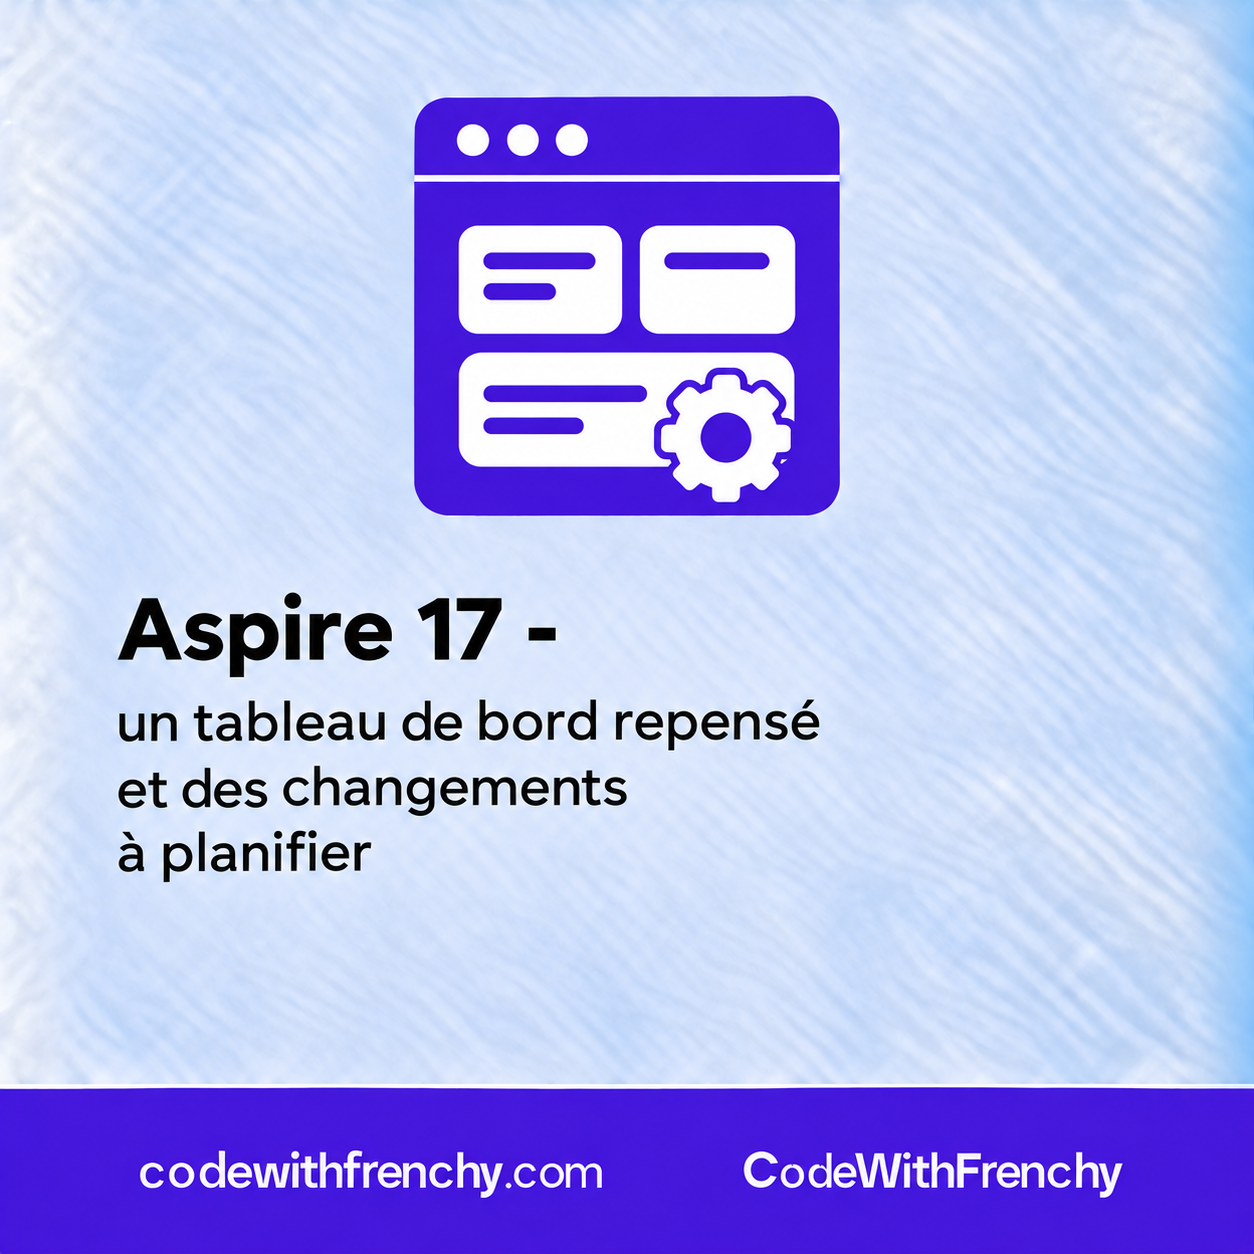 Aspire 17 -
un tableau de bord repensé
et des changements
à planifier
codewithfrenchy.com
CodeWithFrenchy